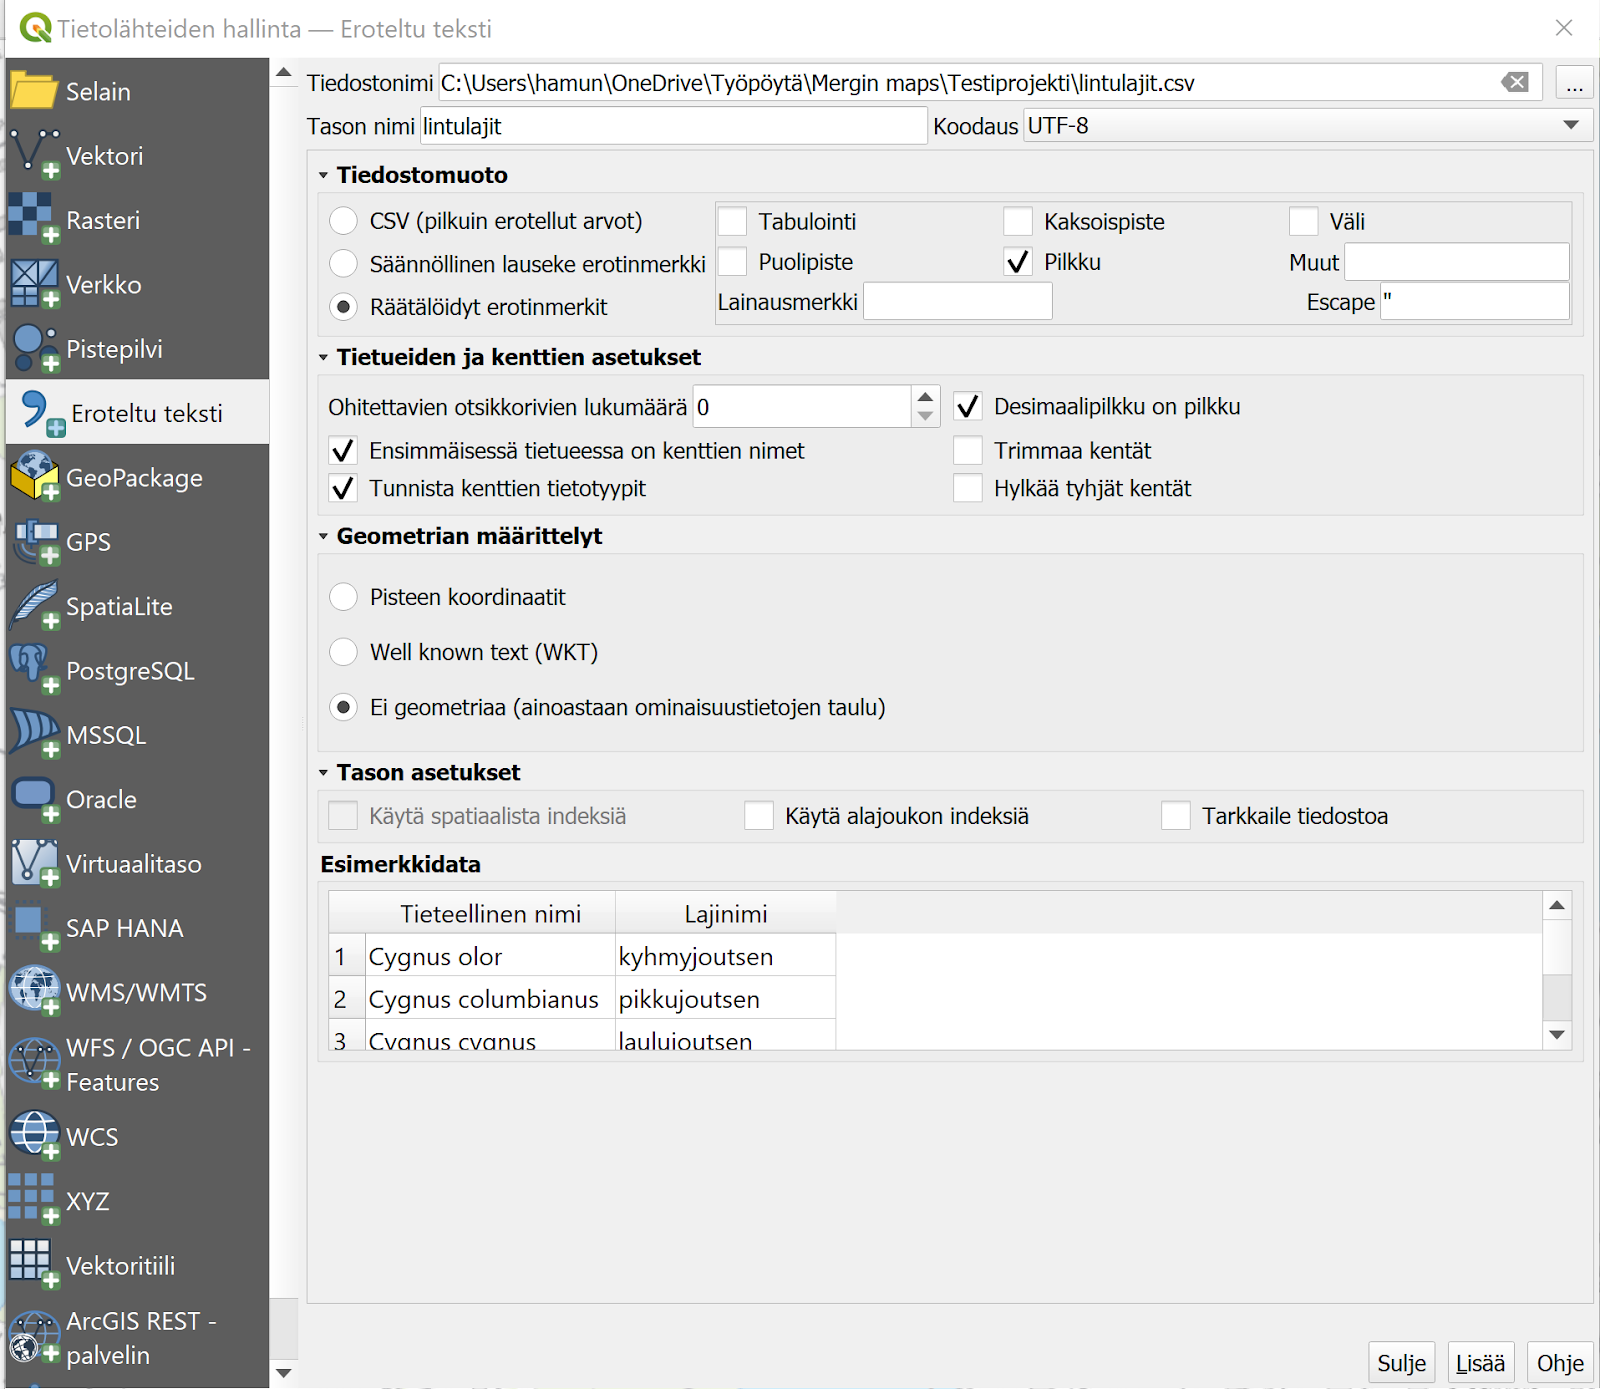 Tietolähteiden hallinta — Eroteltu teksti
Selain
Vektori
Rasteri
Verkko
Pistepilvi
Eroteltu teksti
GeoPackage
GPS
SpatiaLite
PostgreSQL
MSSQL
Oracle
Virtuaalitaso
SAP HANA
WMS/WMTS
WFS / OGC API -
Features
WCS
XYZ
Vektoritiili
ArcGIS REST -
palvelin
Tiedostonimi C:\Users\hamun\OneDrive\Työpöytä\Mergin maps\Testiprojekti\lintulajit.csv ...
Tason nimi lintulajit Koodaus UTF-8
Tiedostomuoto
CSV (pilkuin erotellut arvot) Tabulointi Kaksoispiste Väli
Säännöllinen lauseke erotinmerkki Puolipiste Pilkku Muut
Räätälöidyt erotinmerkit Lainausmerkki Escape "
Tietueiden ja kenttien asetukset
Ohitettavien otsikkorivien lukumäärä 0 Desimaalipilkku on pilkku
Ensimmäisessä tietueessa on kenttien nimet Trimmaa kentät
Tunnista kenttien tietotyypit Hylkää tyhjät kentät
Geometrian määrittelyt
Pisteen koordinaatit
Well known text (WKT)
Ei geometriaa (ainoastaan ominaisuustietojen taulu)
Tason asetukset
Käytä spatiaalista indeksiä Käytä alajoukon indeksiä Tarkkaile tiedostoa
Esimerkkidata
Tieteellinen nimi Lajinimi
1 Cygnus olor kyhmyjoutsen
2 Cygnus columbianus pikkujoutsen
3 Cygnus cygnus laulujoutsen
Sulje Lisää Ohje